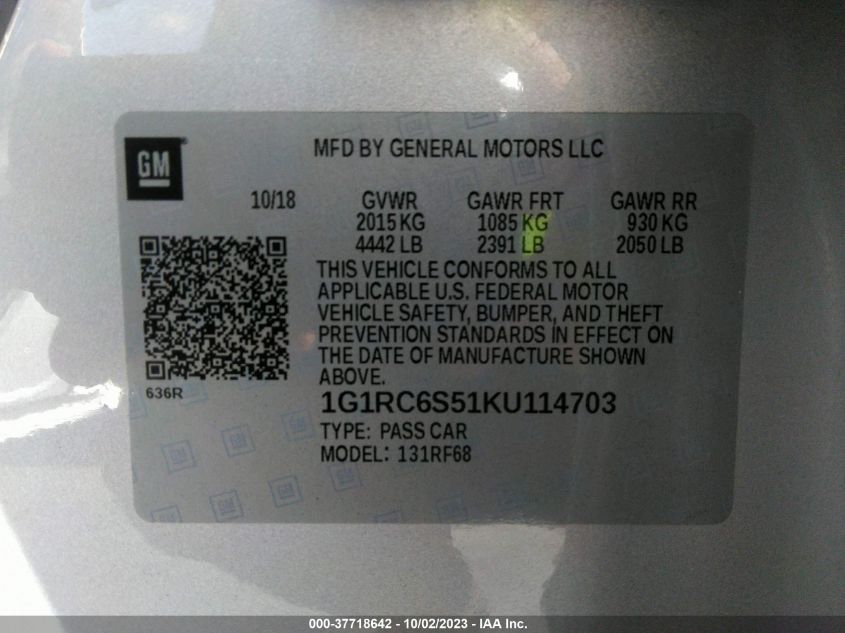 GM
MFD BY GENERAL MOTORS LLC
10/18 GVWR GAWR FRT GAWR RR
2015 KG 1085 KG 930 KG
4442 LB 2391 LB 2050 LB
THIS VEHICLE CONFORMS TO ALL
APPLICABLE U.S. FEDERAL MOTOR
VEHICLE SAFETY, BUMPER, AND THEFT
PREVENTION STANDARDS IN EFFECT ON
THE DATE OF MANUFACTURE SHOWN
ABOVE.
636R
1G1RC6S51KU114703
TYPE: PASS CAR
MODEL: 131RF68
000-37718642 - 10/02/2023 - IAA Inc.